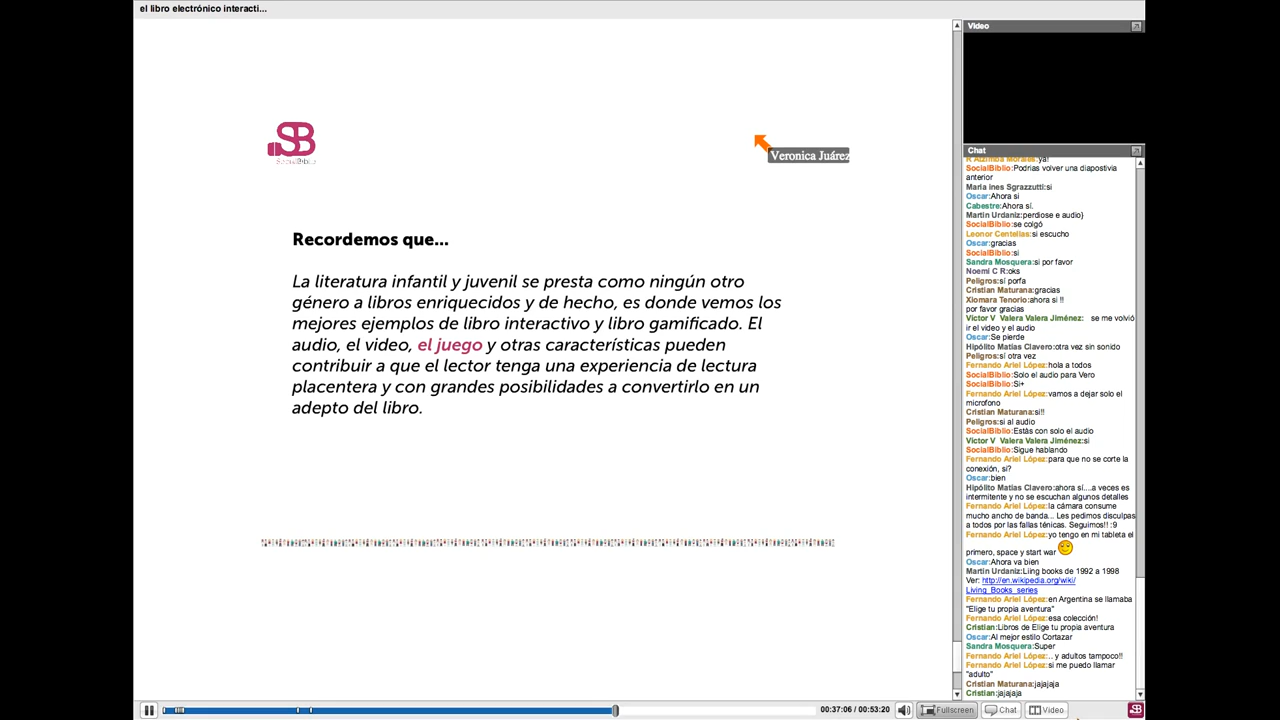 el libro electrónico interacti...
SB
SocialBiblio
Veronica Juárez
Recordemos que...
La literatura infantil y juvenil se presta como ningún otro
género a libros enriquecidos y de hecho, es donde vemos los
mejores ejemplos de libro interactivo y libro gamificado. El
adio, el video, el juego y otras características pueden
contribuir a que el lector tenga una experiencia de lectura
placentera y con grandes posibilidades a convertirlo en un
adepto del libro.
Video
Chat
R Atzimba Morales:ya!
SocialBiblio:Podrias volver una diapostivia
anterior
Maria ines Sgrazzutti:si
Oscar:Ahora si
Cabestre:Ahora sí.
Martin Urdaniz:perdiose e audio}
SocialBiblio:se colgó
Leonor Centellas:si escucho
Oscar:gracias
SocialBiblio:si
Sandra Mosquera:si por favor
Noemi C R:oks
Peligros:sí porfa
Cristian Maturana:gracias
Xiomara Tenorio:ahora si !!
por favor gracias
Victor V Valera Valera Jiménez: se me volvió
ir el video y el audio
Oscar:Se pierde
Hipólito Matías Clavero:otra vez sin sonido
Peligros:sí otra vez
Fernando Ariel López:hola a todos
SocialBiblio:Solo el audio para Vero
SocialBiblio:Si+
Fernando Ariel López:vamos a dejar solo el
microfono
Cristian Maturana:si!!
Peligros:si al audio
SocialBiblio:Estás con solo el audio
Victor V Valera Valera Jiménez:si
SocialBiblio:Sigue hablando
Fernando Ariel López:para que no se corte la
conexión, si?
Oscar:bien
Hipólito Matías Clavero:ahora sí....a veces es
intermitente y no se escuchan algunos detalles
Fernando Ariel López:la cámara consume
mucho ancho de banda... Les pedimos disculpas
a todos por las fallas ténicas. Seguimos!! :9
Fernando Ariel López:yo tengo en mi tableta el
primero, space y start war
Oscar:Ahora va bien
Martin Urdaniz:Liing books de 1992 a 1998
Ver: http://en.wikipedia.org/wiki/
Living_Books_series
Fernando Ariel López:en Argentina se llamaba
"Elige tu propia aventura"
Fernando Ariel López:esa colección!
Cristian:Libros de Elige tu propia aventura
Oscar:Al mejor estilo Cortazar
Sandra Mosquera:Super
Fernando Ariel López:.. y adultos tampoco!!
Fernando Ariel López:si me puedo llamar
"adulto"
Cristian Maturana:jajajaja
Cristian:jajajaja
00:37:06 / 00:53:20
Fullscreen
Chat
Video
SB